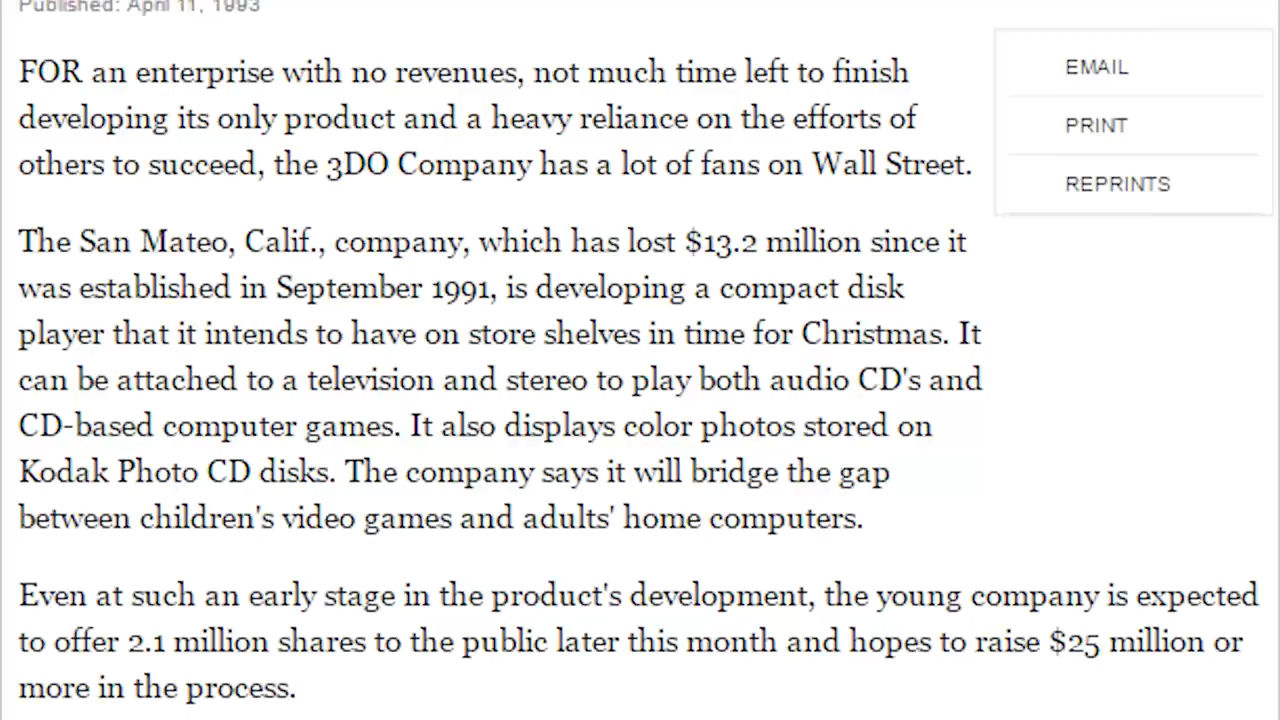 Published: April 11, 1993
FOR an enterprise with no revenues, not much time left to finish
developing its only product and a heavy reliance on the efforts of
others to succeed, the 3DO Company has a lot of fans on Wall Street.
EMAIL
PRINT
REPRINTS
The San Mateo, Calif., company, which has lost $13.2 million since it
was established in September 1991, is developing a compact disk
player that it intends to have on store shelves in time for Christmas. It
can be attached to a television and stereo to play both audio CD's and
CD-based computer games. It also displays color photos stored on
Kodak Photo CD disks. The company says it will bridge the gap
between children's video games and adults' home computers.
Even at such an early stage in the product's development, the young company is expected
to offer 2.1 million shares to the public later this month and hopes to raise $25 million or
more in the process.